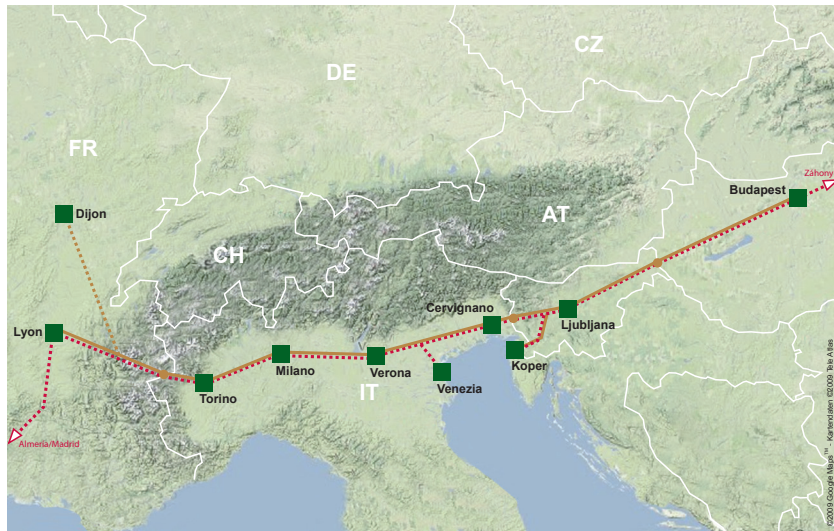 CZ
DE
FR
Záhony
Budapest
Dijon
AT
CH
Cervignano
Ljubljana
Lyon
Koper
Milano
Verona
IT
Venezia
Torino
Almería/Madrid
©2009 Google Maps™ - Kartendaten ©2009 Tele Atlas